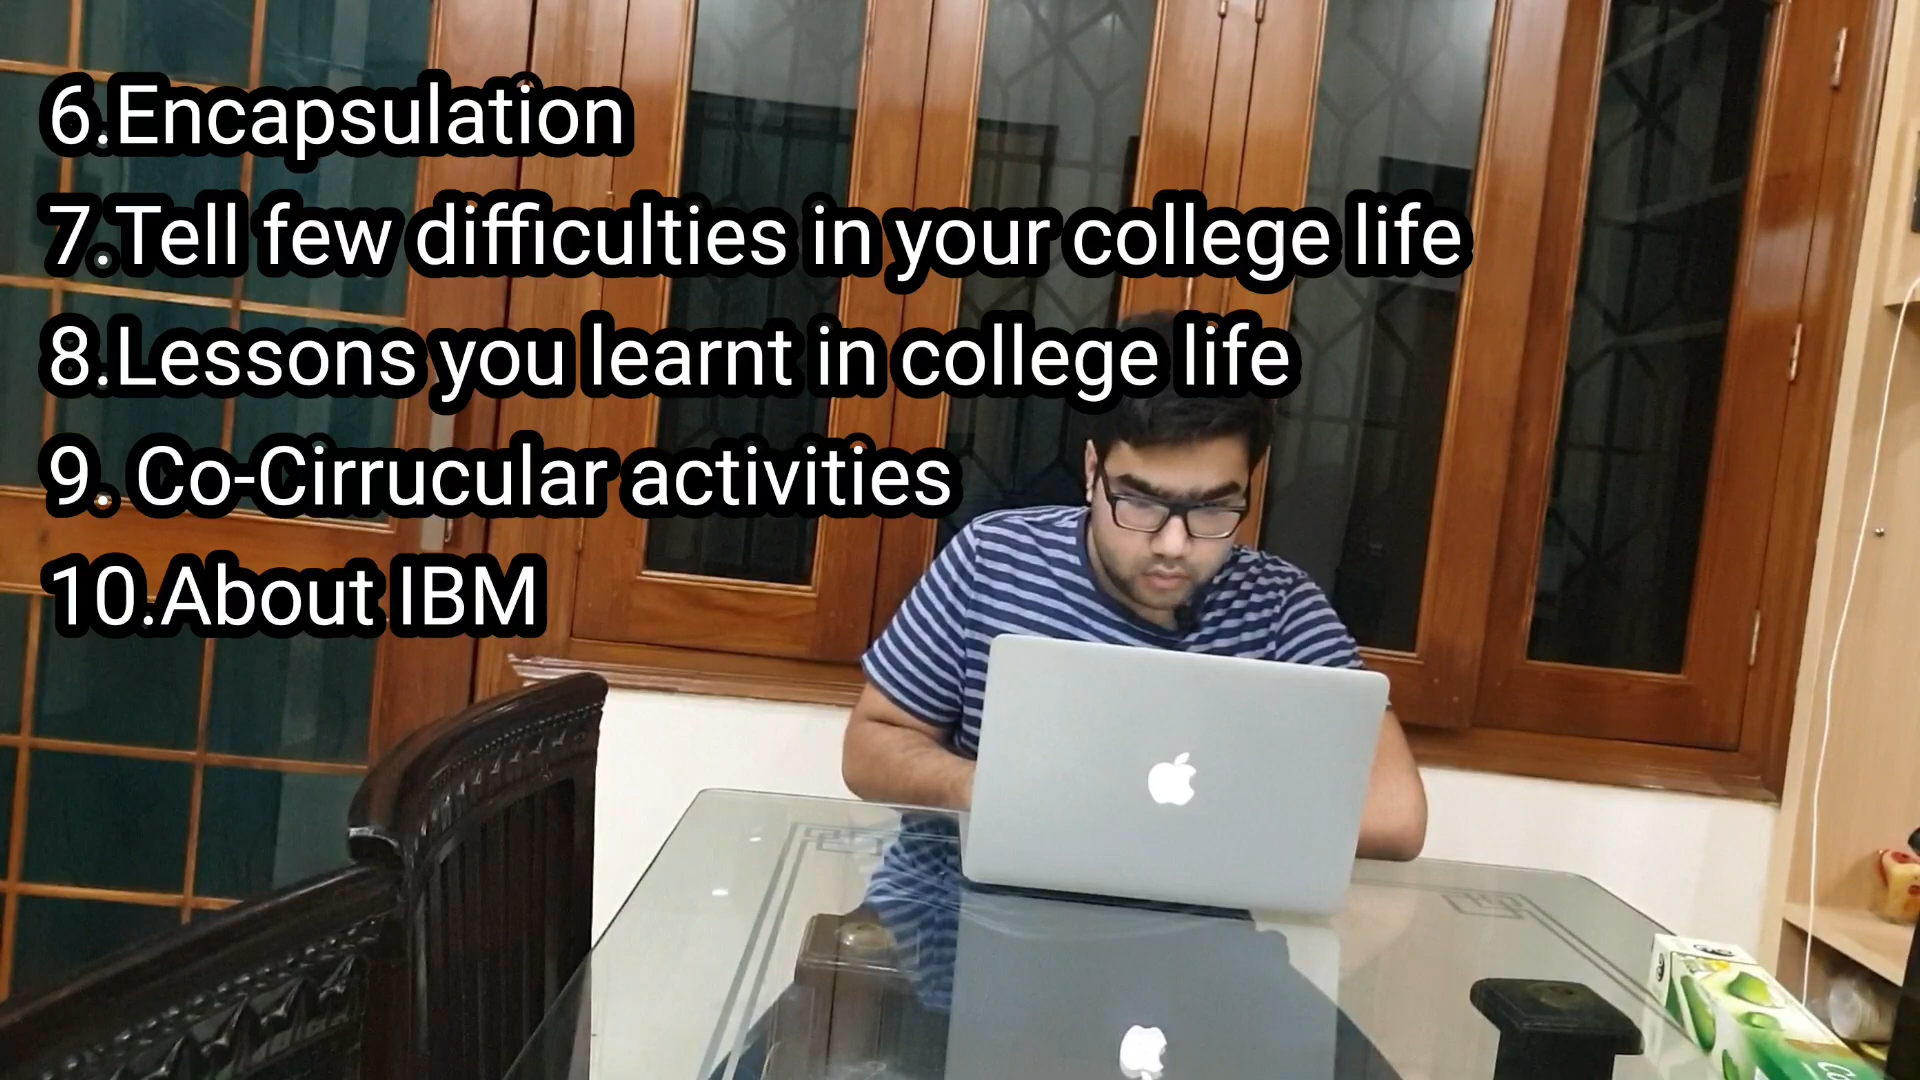 6.Encapsulation
7.Tell few difficulties in your college life
8.Lessons you learnt in college life
9. Co-Cirrucular activities
10.About IBM